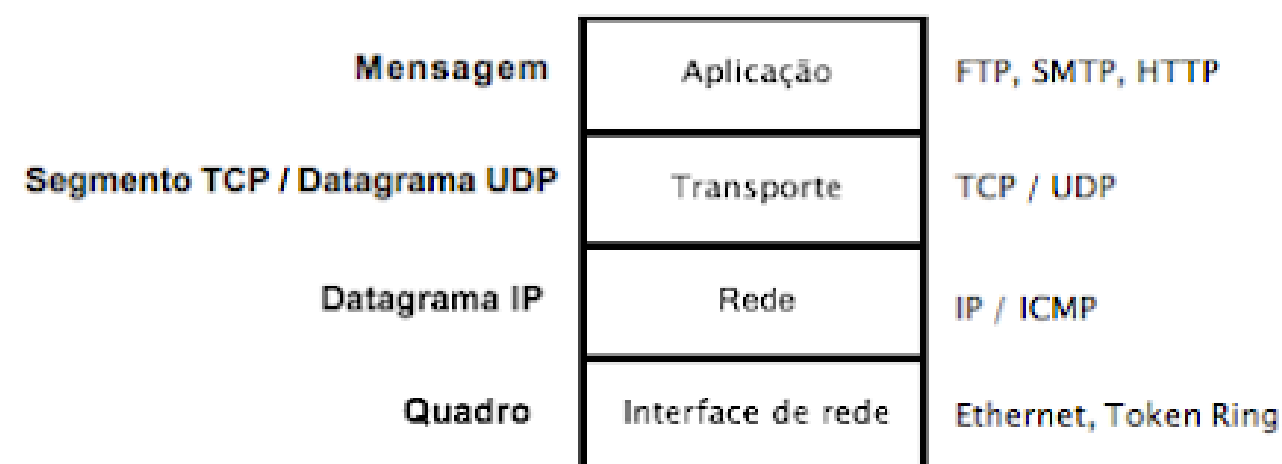 Mensagem Aplicação FTP, SMTP, HTTP
Segmento TCP / Datagrama UDP Transporte TCP / UDP
Datagrama IP Rede IP / ICMP
Quadro Interface de rede Ethernet, Token Ring